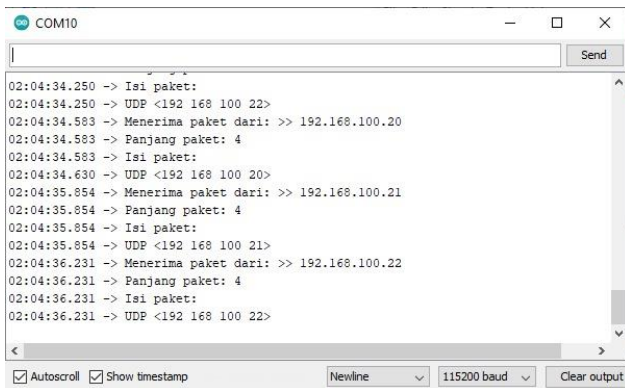 COM10
Send
02:04:34.250 -> Isi paket:
02:04:34.250 -> UDP <192 168 100 22>
02:04:34.583 -> Menerima paket dari: >> 192.168.100.20
02:04:34.583 -> Panjang paket: 4
02:04:34.583 -> Isi paket:
02:04:34.630 -> UDP <192 168 100 20>
02:04:35.854 -> Menerima paket dari: >> 192.168.100.21
02:04:35.854 -> Panjang paket: 4
02:04:35.854 -> Isi paket:
02:04:35.854 -> UDP <192 168 100 21>
02:04:36.231 -> Menerima paket dari: >> 192.168.100.22
02:04:36.231 -> Panjang paket: 4
02:04:36.231 -> Isi paket:
02:04:36.231 -> UDP <192 168 100 22>
Autoscroll Show timestamp Newline 115200 baud Clear output